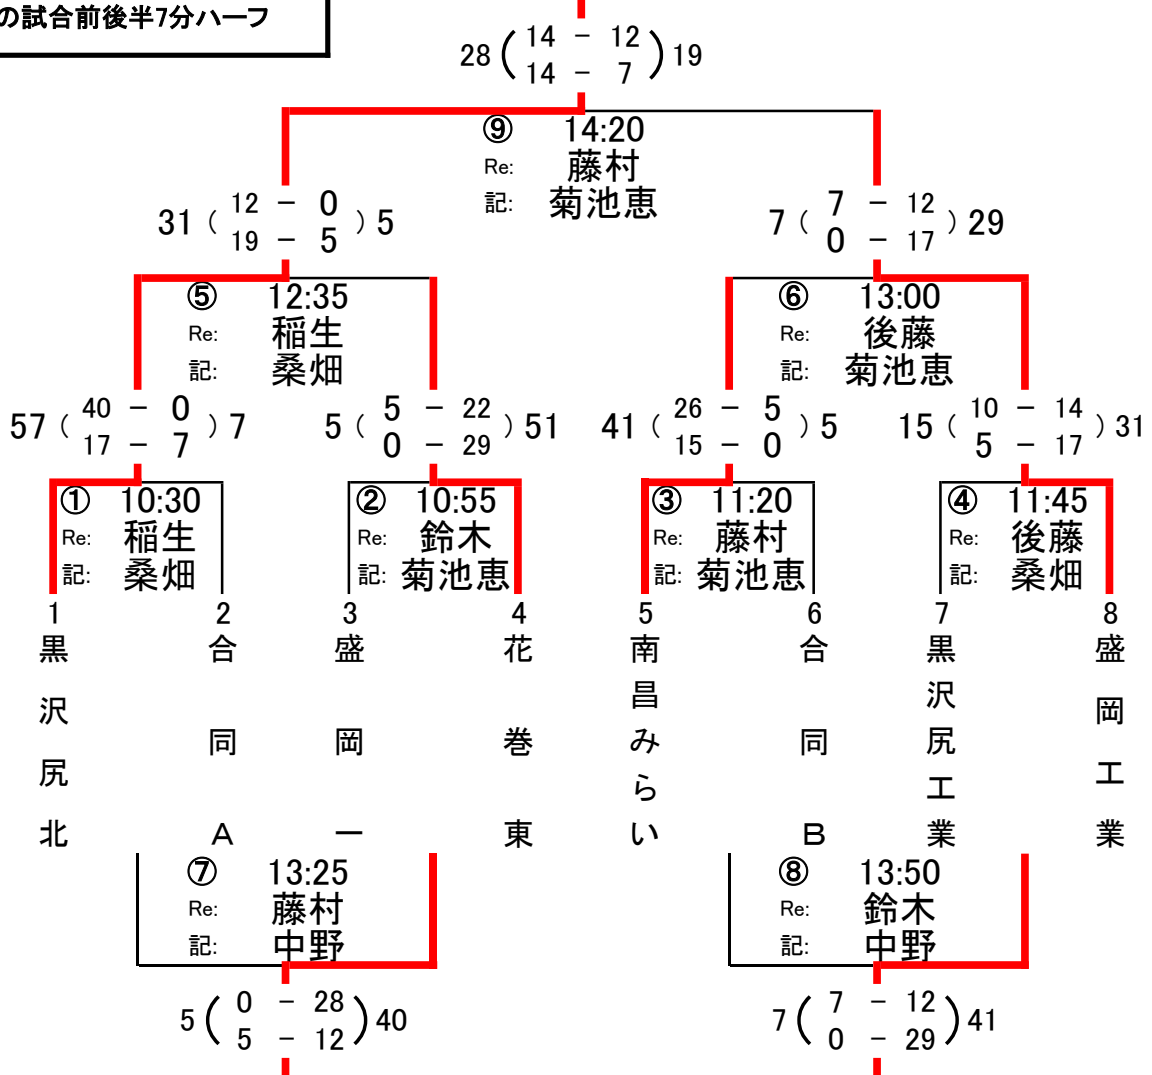 の試合前後半7分ハーフ
28 ( 14 － 12 ) 19
14 － 7
⑨ 14:20
Re: 藤村
記: 菊池恵
31 ( 12 － 0 ) 5
19 － 5
7 ( 7 － 12 ) 29
0 － 17
⑤ 12:35
Re: 稲生
記: 桑畑
⑥ 13:00
Re: 後藤
記: 菊池恵
57 ( 40 － 0 ) 7
17 － 7
5 ( 5 － 22 ) 51
0 － 29
41 ( 26 － 5 ) 5
15 － 0
15 ( 10 － 14 ) 31
5 － 17
① 10:30
Re: 稲生
記: 桑畑
② 10:55
Re: 鈴木
記: 菊池恵
③ 11:20
Re: 藤村
記: 菊池恵
④ 11:45
Re: 後藤
記: 桑畑
1
黒沢尻北
2
合同A
3
盛岡一
4
花巻東
5
南昌みらい
6
合同B
7
黒沢尻工業
8
盛岡工業
⑦ 13:25
Re: 藤村
記: 中野
⑧ 13:50
Re: 鈴木
記: 中野
5 ( 0 － 28 ) 40
5 － 12
7 ( 7 － 12 ) 41
0 － 29